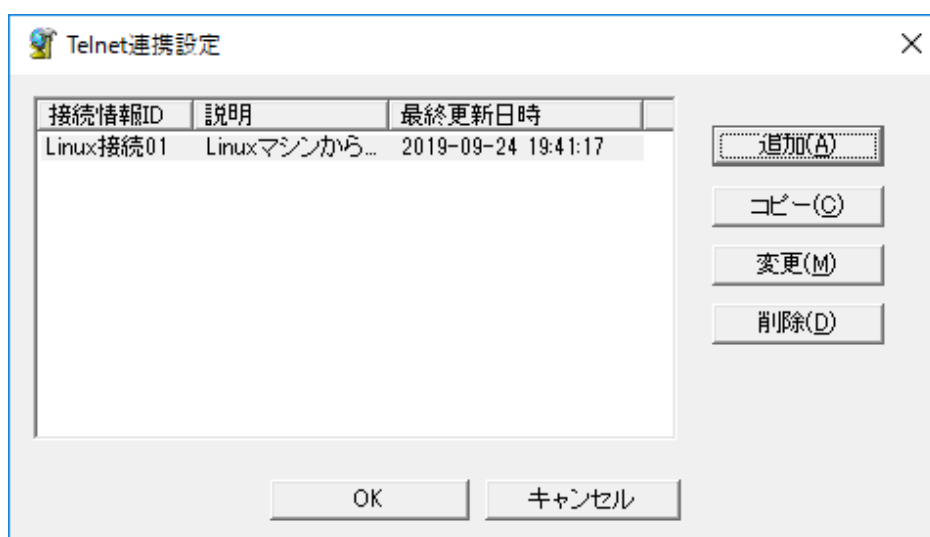 Telnet連携設定
接続情報ID 説明 最終更新日時
Linux接続01 Linuxマシンから... 2019-09-24 19:41:17
追加(A)
コピー(C)
変更(M)
削除(D)
OK キャンセル